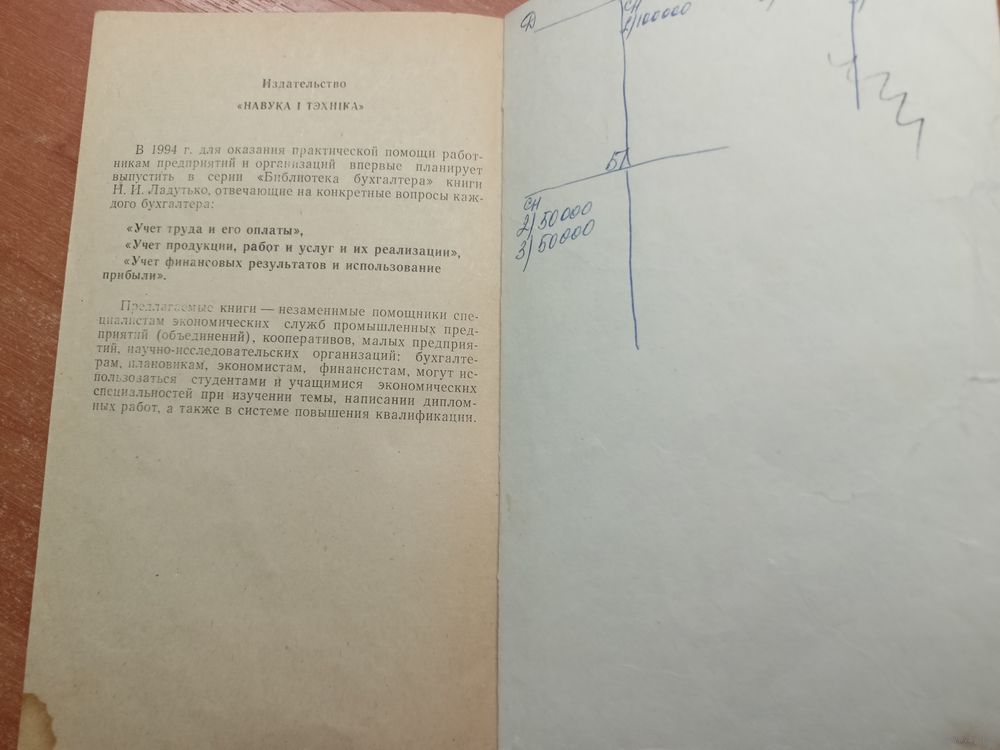 Издательство
«НАВУКА І ТЭХНІКА»
В 1994 г. для оказания практической помощи работ-
никам предприятий и организаций впервые планирует
выпустить в серии «Библиотека бухгалтера» книги
Н. И. Ладутько, отвечающие на конкретные вопросы каж-
дого бухгалтера:
«Учет труда и его оплаты»,
«Учет продукции, работ и услуг и их реализации»,
«Учет финансовых результатов и использование
прибыли».
Предлагаемые книги — незаменимые помощники спе-
циалистам экономических служб промышленных пред-
приятий (объединений), кооперативов, малых предприя-
тий, научно-исследовательских организаций: бухгалте-
рам, плановикам, экономистам, финансистам, могут ис-
пользоваться студентами и учащимися экономических
специальностей при изучении темы, написании диплом-
ных работ, а также в системе повышения квалификации.
Д
СН
1) 100000
51
СН
2) 50000
3) 50000